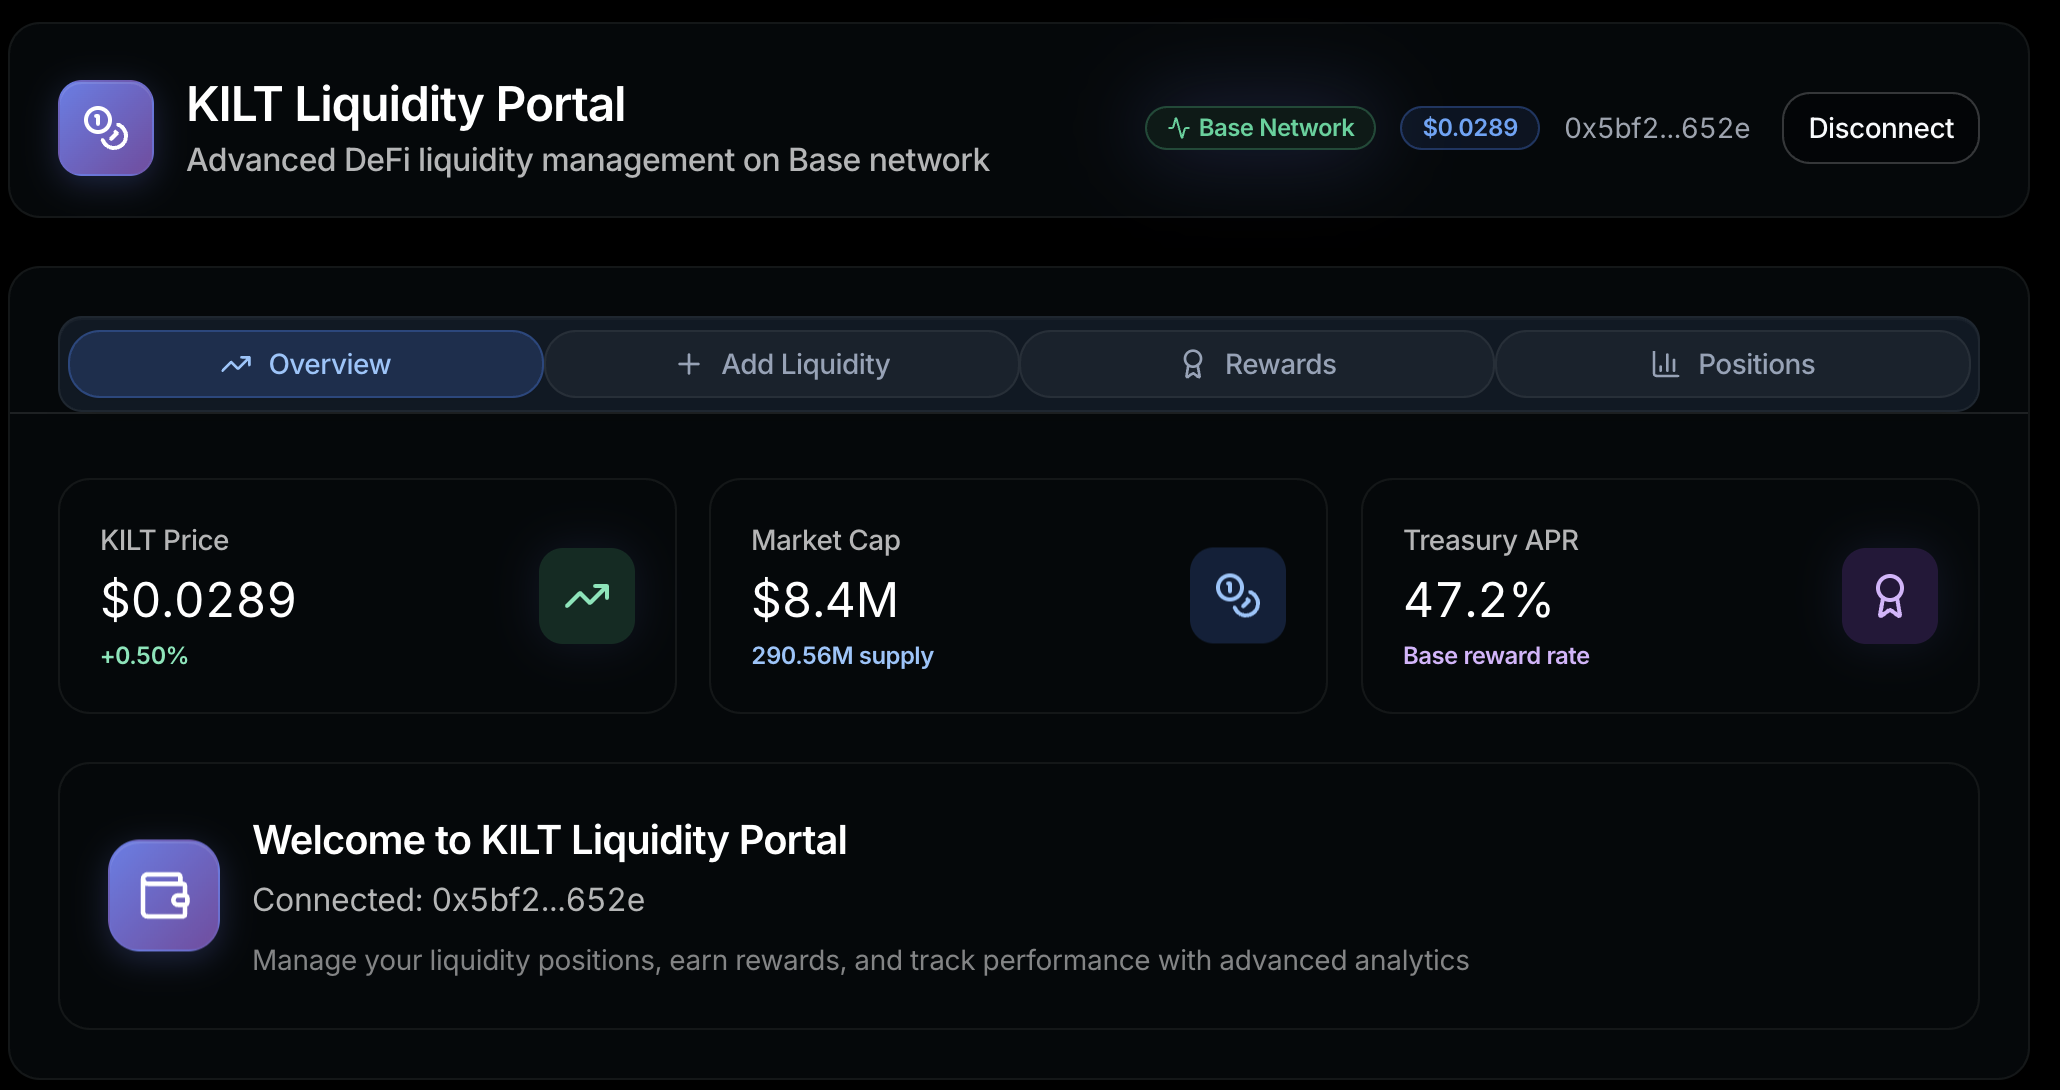 KILT Liquidity Portal
Advanced DeFi liquidity management on Base network
Base Network
$0.0289
0x5bf2...652e
Disconnect
Overview
Add Liquidity
Rewards
Positions
KILT Price
$0.0289
+0.50%
Market Cap
$8.4M
290.56M supply
Treasury APR
47.2%
Base reward rate
Welcome to KILT Liquidity Portal
Connected: 0x5bf2...652e
Manage your liquidity positions, earn rewards, and track performance with advanced analytics